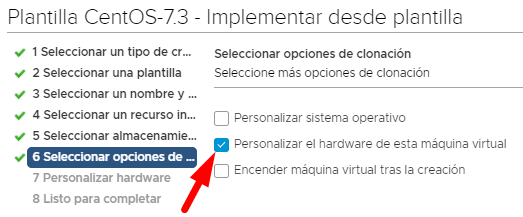 Plantilla CentOS-7.3 - Implementar desde plantilla
1 Seleccionar un tipo de cr...
2 Seleccionar una plantilla
3 Seleccionar un nombre y ...
4 Seleccionar un recurso in...
5 Seleccionar almacenamie...
6 Seleccionar opciones de ...
7 Personalizar hardware
8 Listo para completar
Seleccionar opciones de clonación
Seleccione más opciones de clonación
Personalizar sistema operativo
Personalizar el hardware de esta máquina virtual
Encender máquina virtual tras la creación